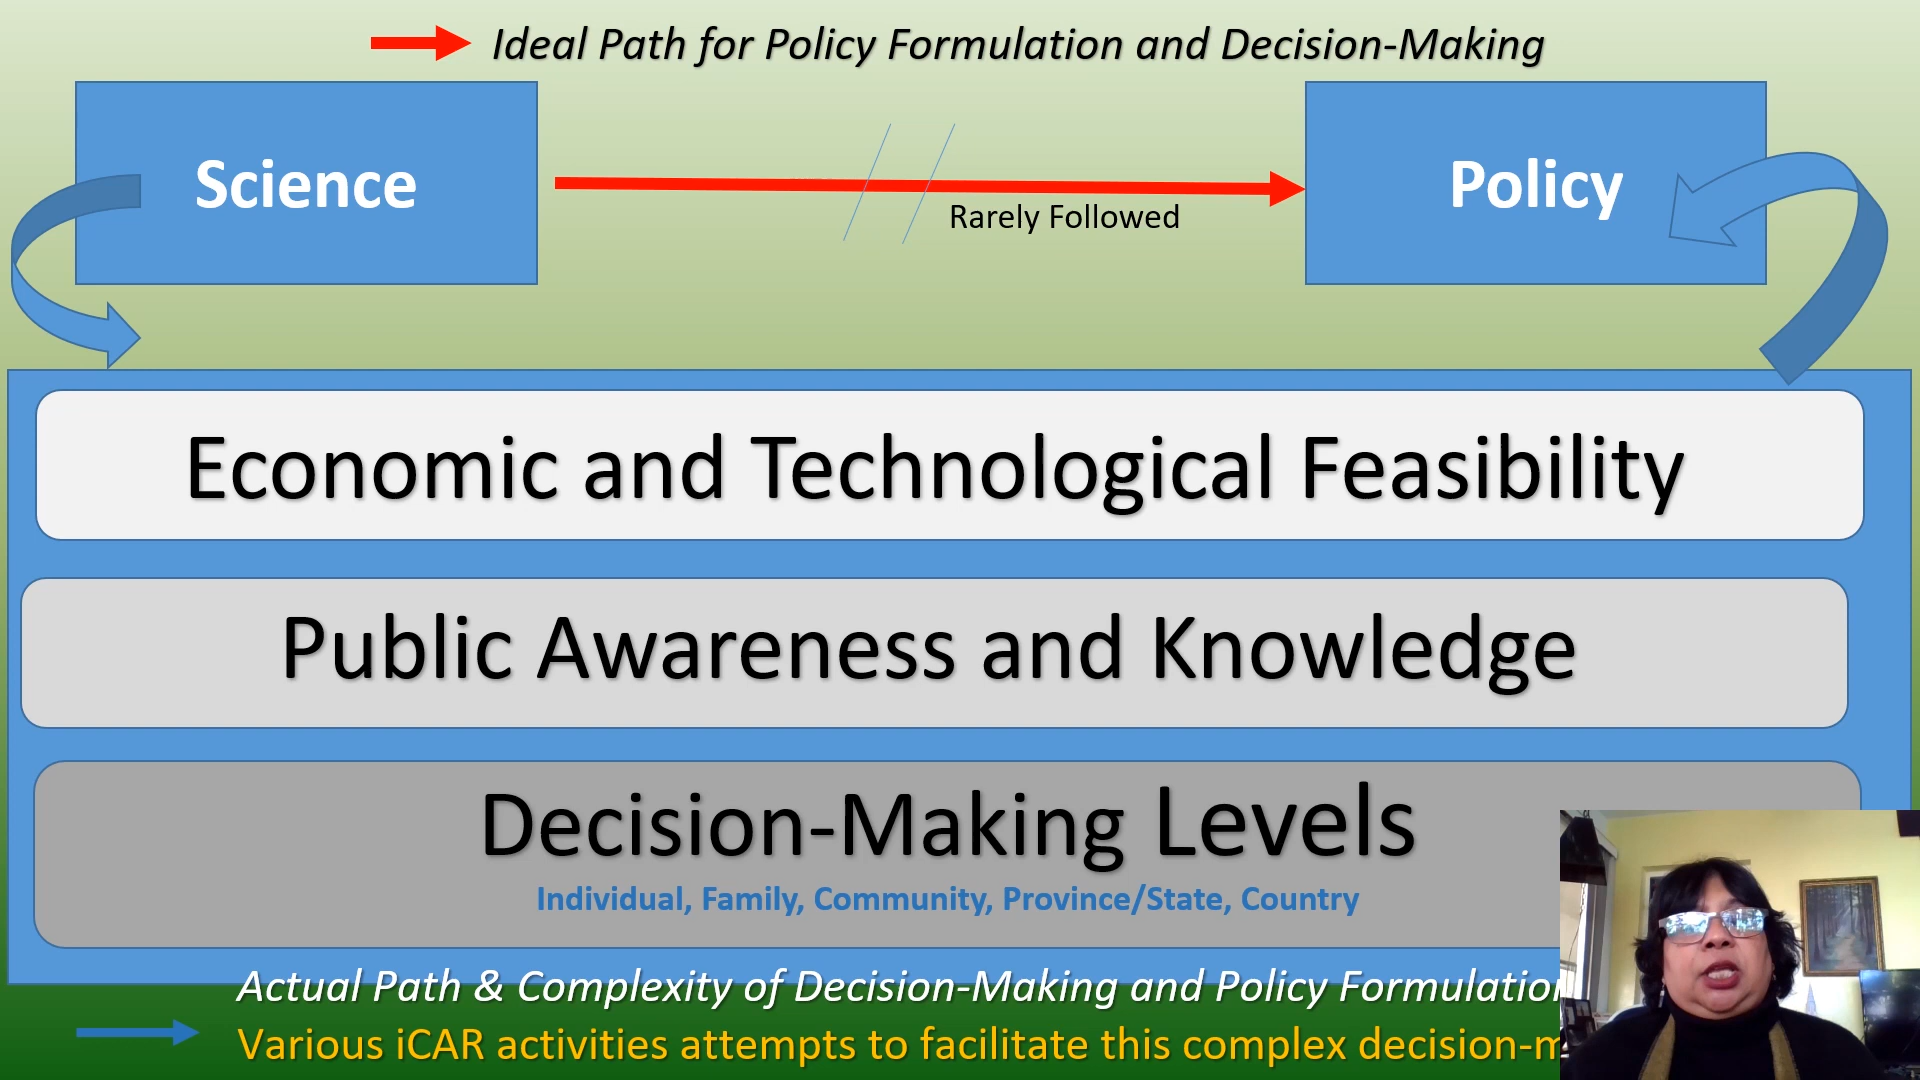 Ideal Path for Policy Formulation and Decision-Making
Science
Policy
Rarely Followed
Economic and Technological Feasibility
Public Awareness and Knowledge
Decision-Making Levels
Individual, Family, Community, Province/State, Country
Actual Path & Complexity of Decision-Making and Policy
Various iCAR activities attempts to facilitate this complex